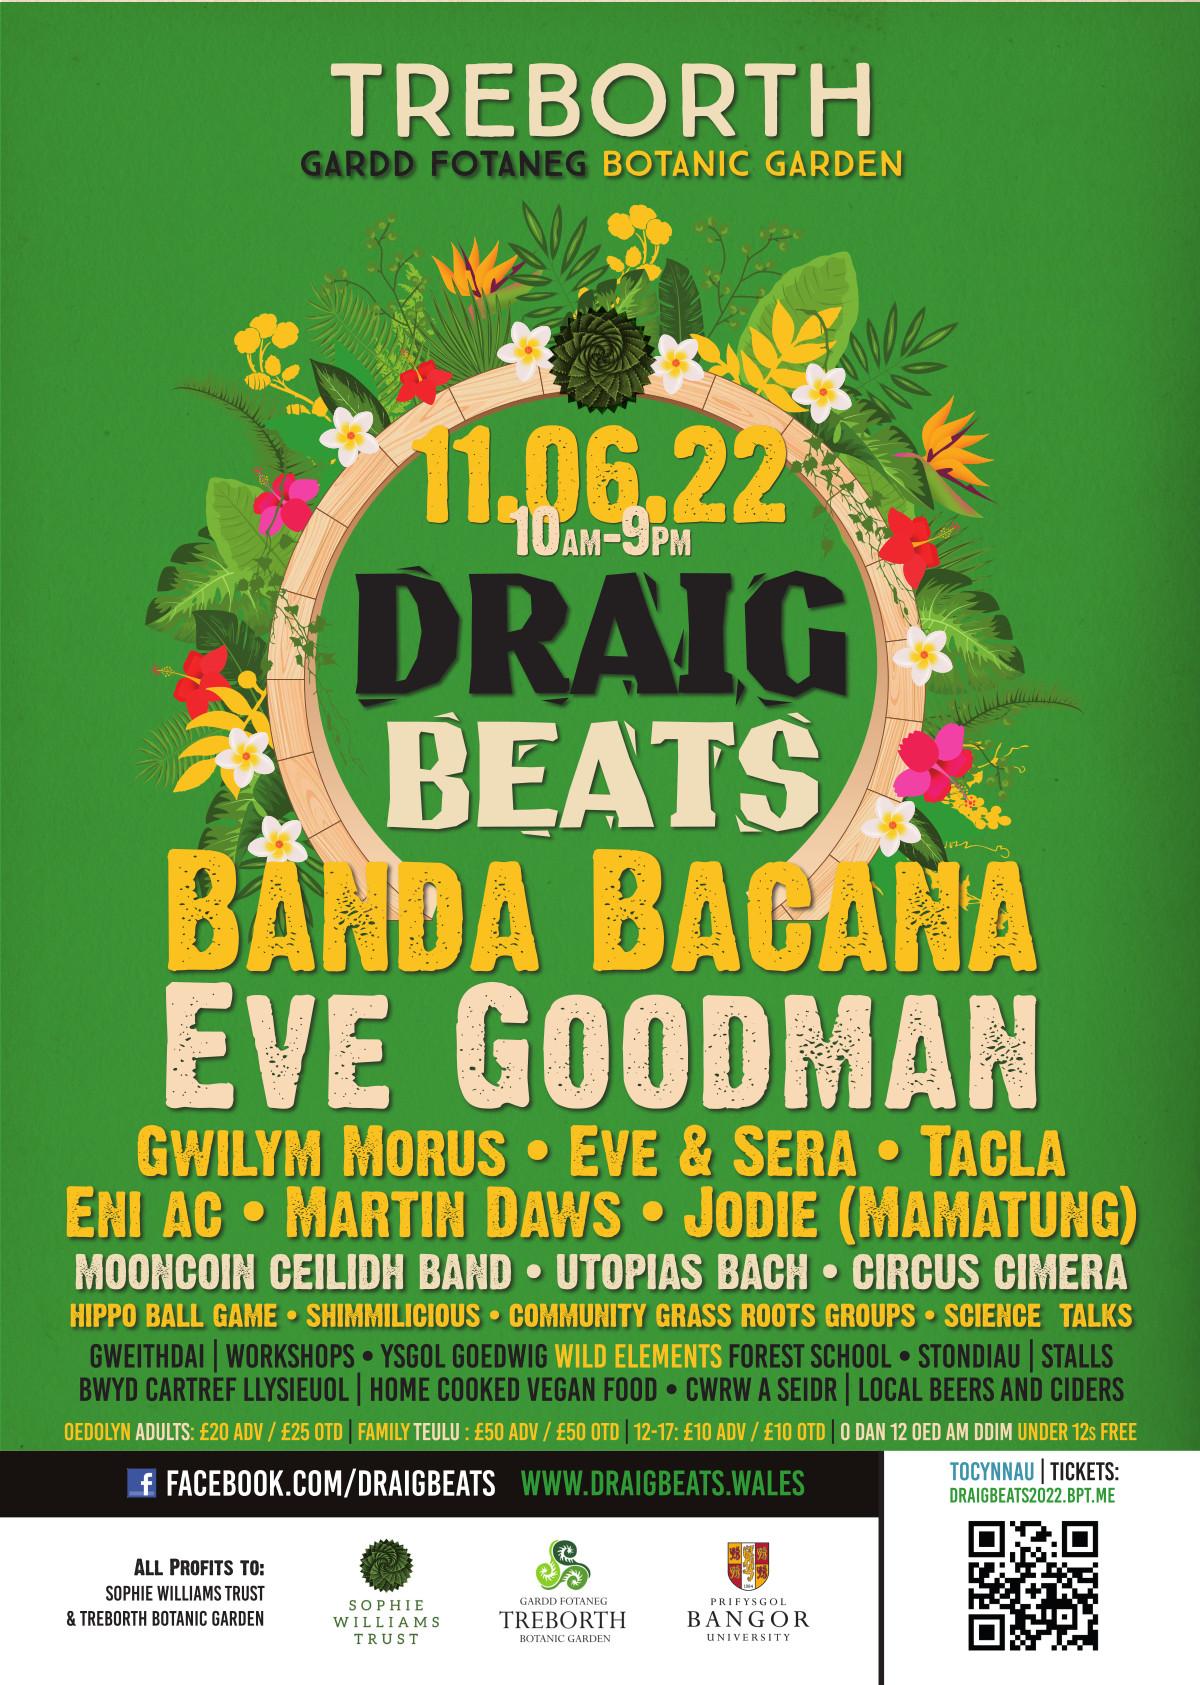 TREBORTH
GARDD FOTANEG BOTANIC GARDEN
11.06.22
10AM-9PM
DRAIG
BEATS
BANDA BACANA
EVE GOODMAN
GWILYM MORUS • EVE & SERA • TACLA
ENI AC • MARTIN DAWS • JODIE (MAMATUNG)
MOONCOIN CEILIDH BAND • UTOPIAS BACH • CIRCUS CIMERA
HIPPO BALL GAME • SHIMMILICIOUS • COMMUNITY GRASS ROOTS GROUPS • SCIENCE TALKS
GWEITHDAI | WORKSHOPS • YSGOL GOEDWIG WILD ELEMENTS FOREST SCHOOL • STONDIAU | STALLS
BWYD CARTREF LLYSIEUOL | HOME COOKED VEGAN FOOD • CWRW A SEIDR | LOCAL BEERS AND CIDERS
OEDOLYN ADULTS: £20 ADV / £25 OTD | FAMILY TEULU : £50 ADV / £50 OTD | 12-17: £10 ADV / £10 OTD | O DAN 12 OED AM DDIM UNDER 12s FREE
f FACEBOOK.COM/DRAIGBEATS WWW.DRAIGBEATS.WALES
TOCYNNAU | TICKETS:
DRAIGBEATS2022.BPT.ME
ALL PROFITS TO:
SOPHIE WILLIAMS TRUST
& TREBORTH BOTANIC GARDEN
SOPHIE
WILLIAMS
TRUST
GARDD FOTANEG
TREBORTH
BOTANIC GARDEN
1884
PRIFYSGOL
BANGOR
UNIVERSITY